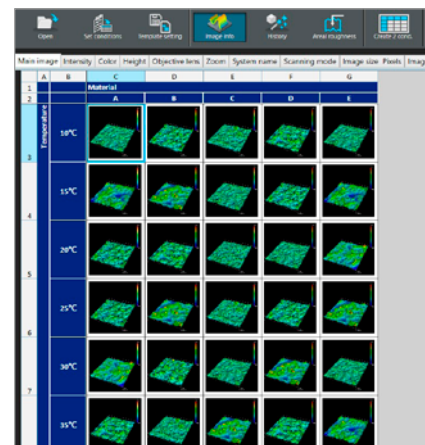 Open Set conditions Template setting Image info History Areal roughness Create 2 cond.
Main image Intensity Color Height Objective lens Zoom System name Scanning mode Image size Pixels Imag
A B C D E F G
1 Material
2 A B C D E
Temperature
3 10℃
4 15℃
5 20℃
6 25℃
7 30℃
35℃